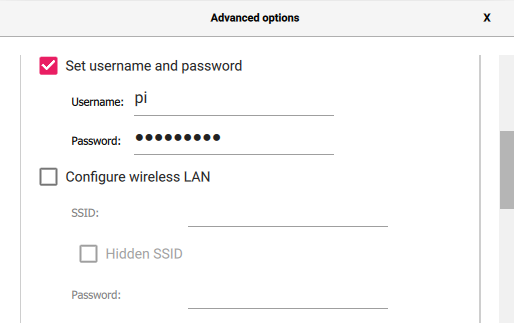 Advanced options X
Set username and password
Username: pi
Password: •••••••••
Configure wireless LAN
SSID:
Hidden SSID
Password: